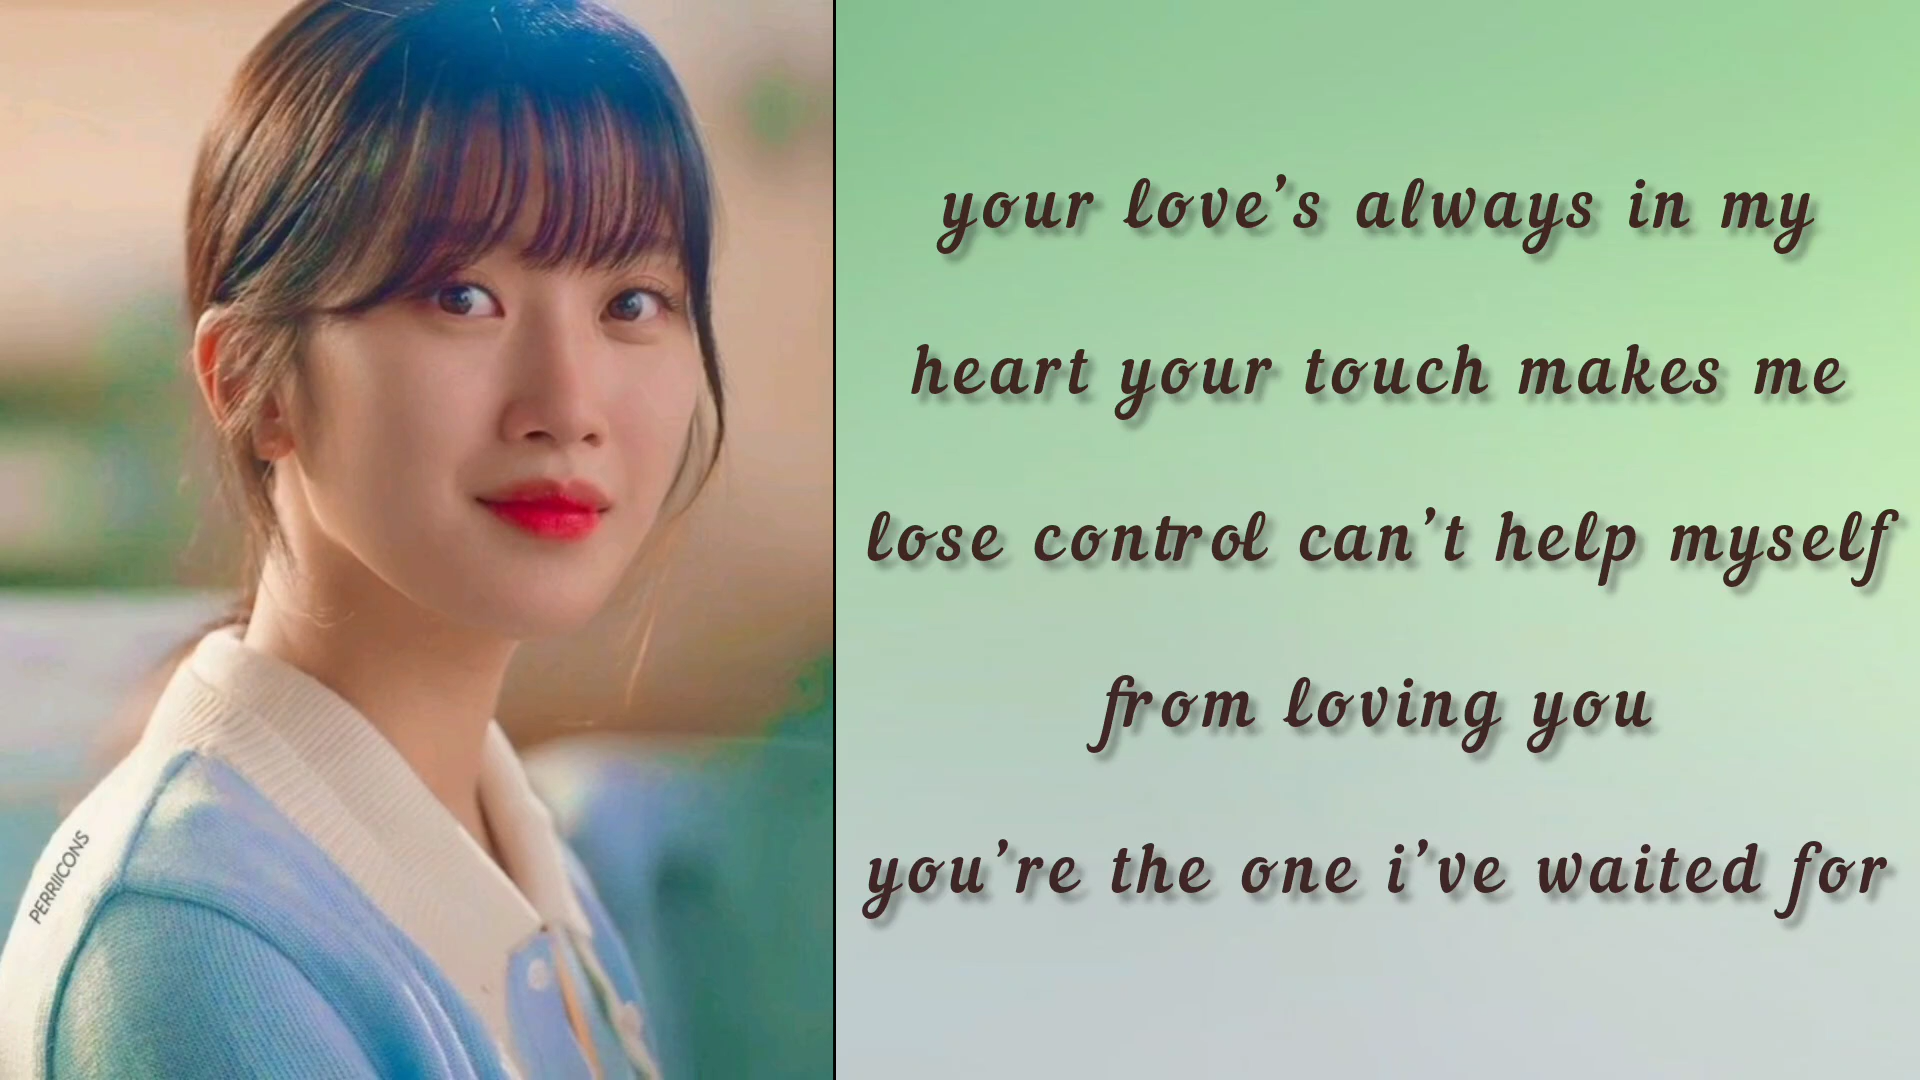 your love’s always in my
heart your touch makes me
lose control can’t help myself
from loving you
you’re the one i’ve waited for
PERRIICONS